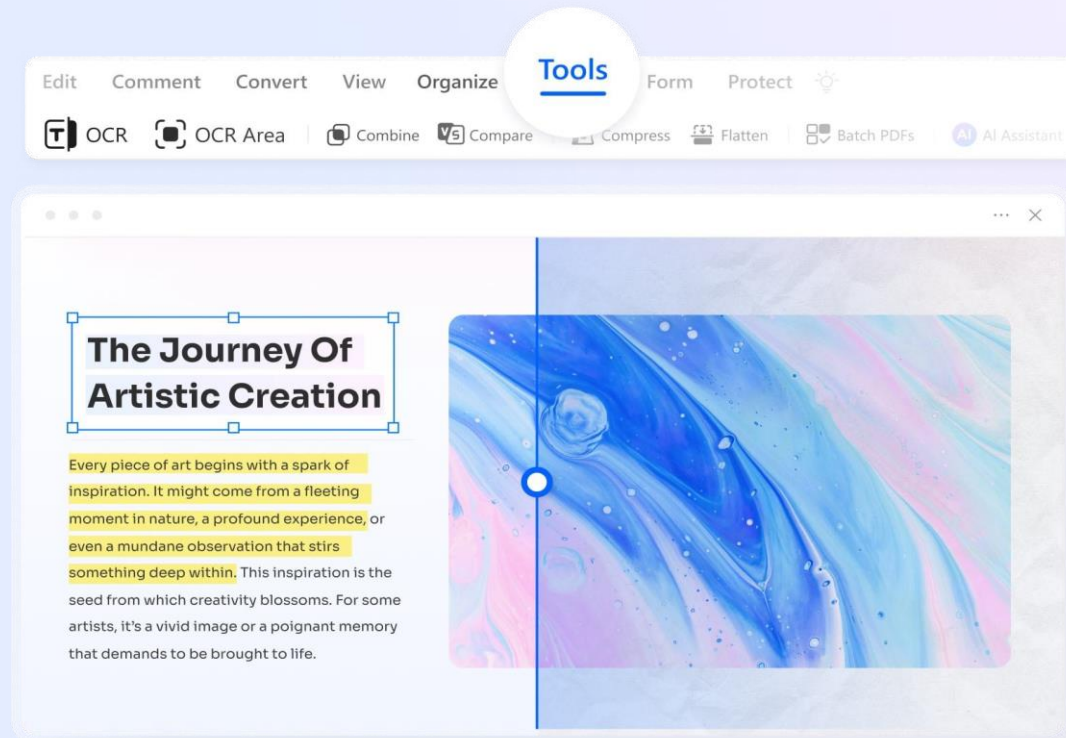 Edit Comment Convert View Organize Tools Form Protect
OCR OCR Area Combine Compare Compress Flatten Batch PDFs AI AI Assistant
The Journey Of
Artistic Creation
Every piece of art begins with a spark of
inspiration. It might come from a fleeting
moment in nature, a profound experience, or
even a mundane observation that stirs
something deep within. This inspiration is the
seed from which creativity blossoms. For some
artists, it's a vivid image or a poignant memory
that demands to be brought to life.